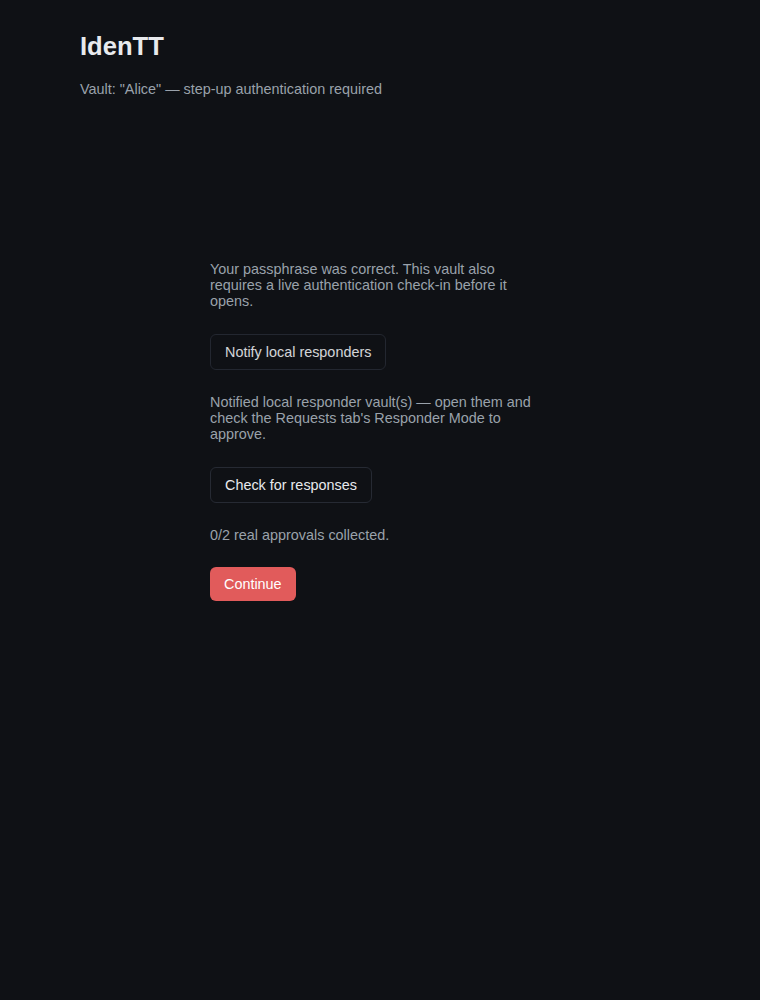 IdenTT
Vault: "Alice" — step-up authentication required
Your passphrase was correct. This vault also
requires a live authentication check-in before it
opens.
Notify local responders
Notified local responder vault(s) — open them and
check the Requests tab's Responder Mode to
approve.
Check for responses
0/2 real approvals collected.
Continue